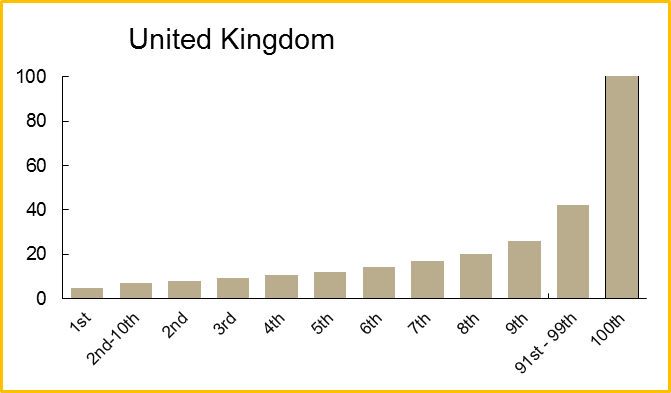 United Kingdom
100
80
60
40
20
0
1st
2nd-10th
2nd
3rd
4th
5th
6th
7th
8th
9th
91st - 99th
100th